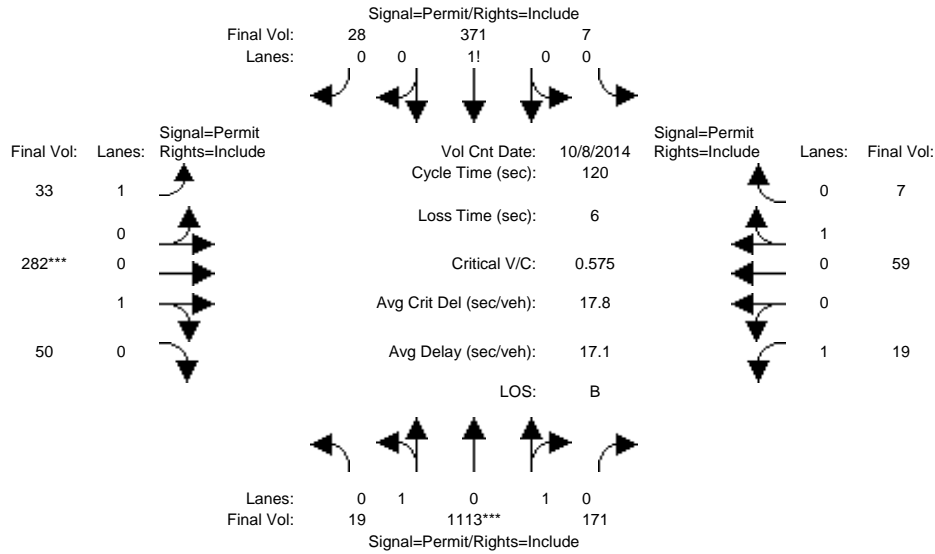 Signal=Permit/Rights=Include
Final Vol: 28 371 7
Lanes: 0 0 1! 0 0
Signal=Permit
Final Vol: Lanes: Rights=Include
Vol Cnt Date: 10/8/2014
Signal=Permit
Rights=Include Lanes: Final Vol:
Cycle Time (sec): 120
33 1
0 7
Loss Time (sec): 6
0
1
282*** 0
Critical V/C: 0.575
0 59
1
Avg Crit Del (sec/veh): 17.8
0
50 0
Avg Delay (sec/veh): 17.1
1 19
LOS: B
Lanes: 0 1 0 1 0
Final Vol: 19 1113*** 171
Signal=Permit/Rights=Include